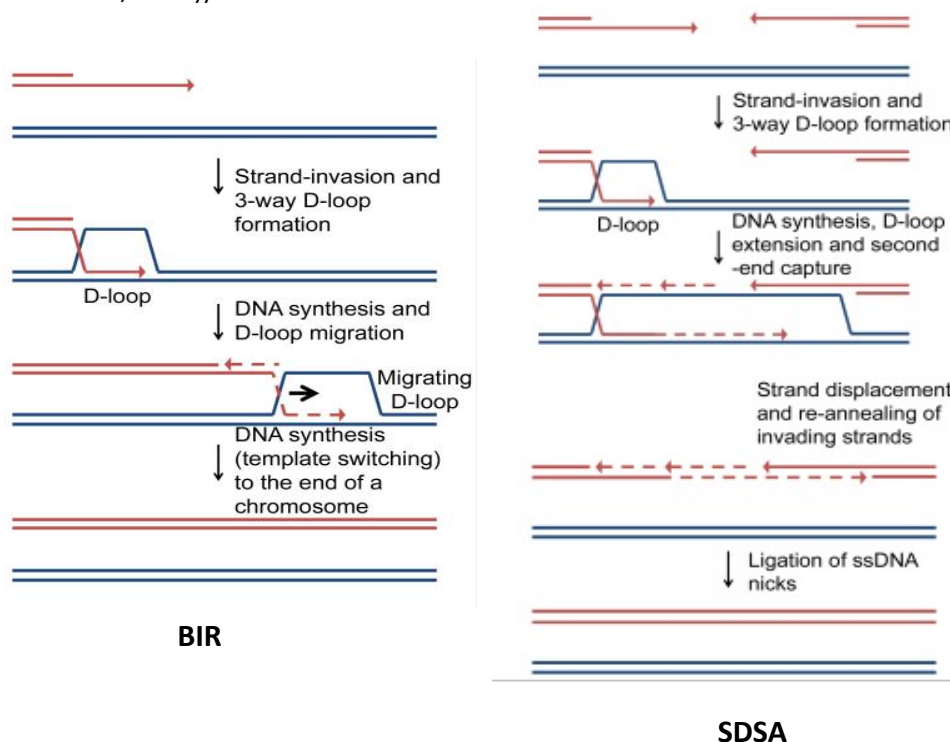 Strand-invasion and
3-way D-loop
formation
D-loop
DNA synthesis and
D-loop migration
Migrating
D-loop
DNA synthesis
(template switching)
to the end of a
chromosome
BIR
Strand-invasion and
3-way D-loop formation
D-loop
DNA synthesis, D-loop
extension and second
-end capture
Strand displacement
and re-annealing of
invading strands
Ligation of ssDNA
nicks
SDSA